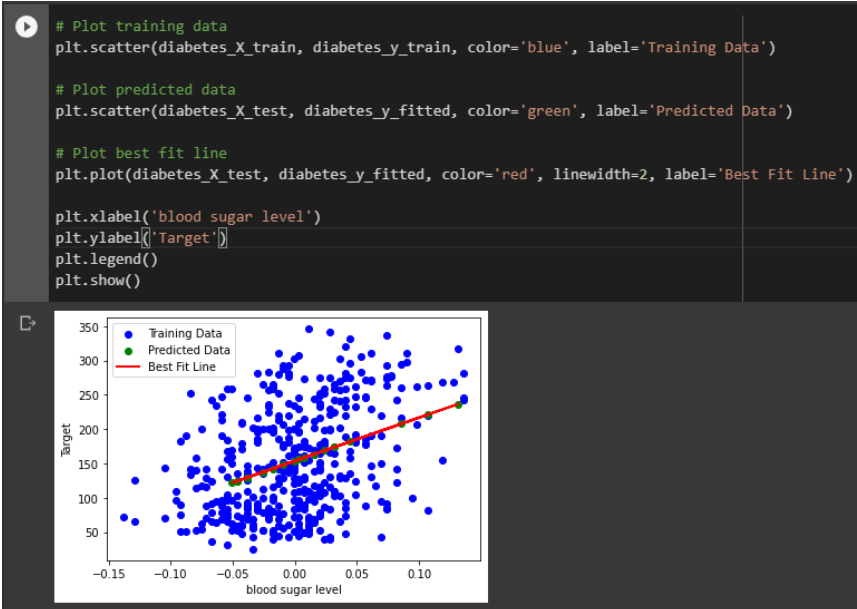 # Plot training data
plt.scatter(diabetes_X_train, diabetes_y_train, color='blue', label='Training Data')
# Plot predicted data
plt.scatter(diabetes_X_test, diabetes_y_fitted, color='green', label='Predicted Data')
# Plot best fit line
plt.plot(diabetes_X_test, diabetes_y_fitted, color='red', linewidth=2, label='Best Fit Line')
plt.xlabel('blood sugar level')
plt.ylabel('Target')
plt.legend()
plt.show()
Training Data
Predicted Data
Best Fit Line
350
300
250
200
150
100
50
Target
−0.15 −0.10 −0.05 0.00 0.05 0.10
blood sugar level